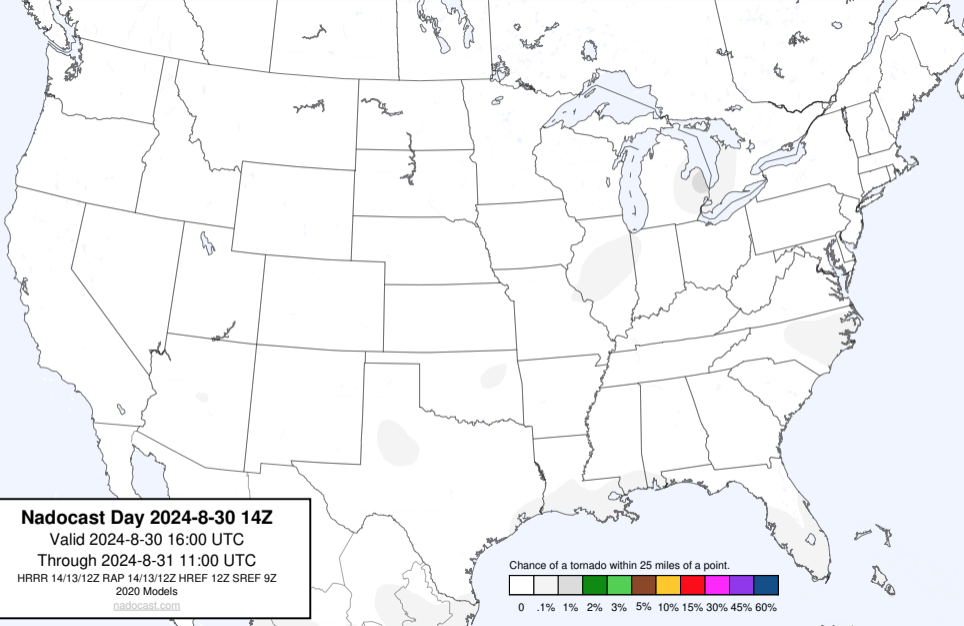 Nadocast Day 2024-8-30 14Z
Valid 2024-8-30 16:00 UTC
Through 2024-8-31 11:00 UTC
HRRR 14/13/12Z RAP 14/13/12Z HREF 12Z SREF 9Z
2020 Models
nadocast.com
Chance of a tornado within 25 miles of a point.
0 .1% 1% 2% 3% 5% 10% 15% 30% 45% 60%